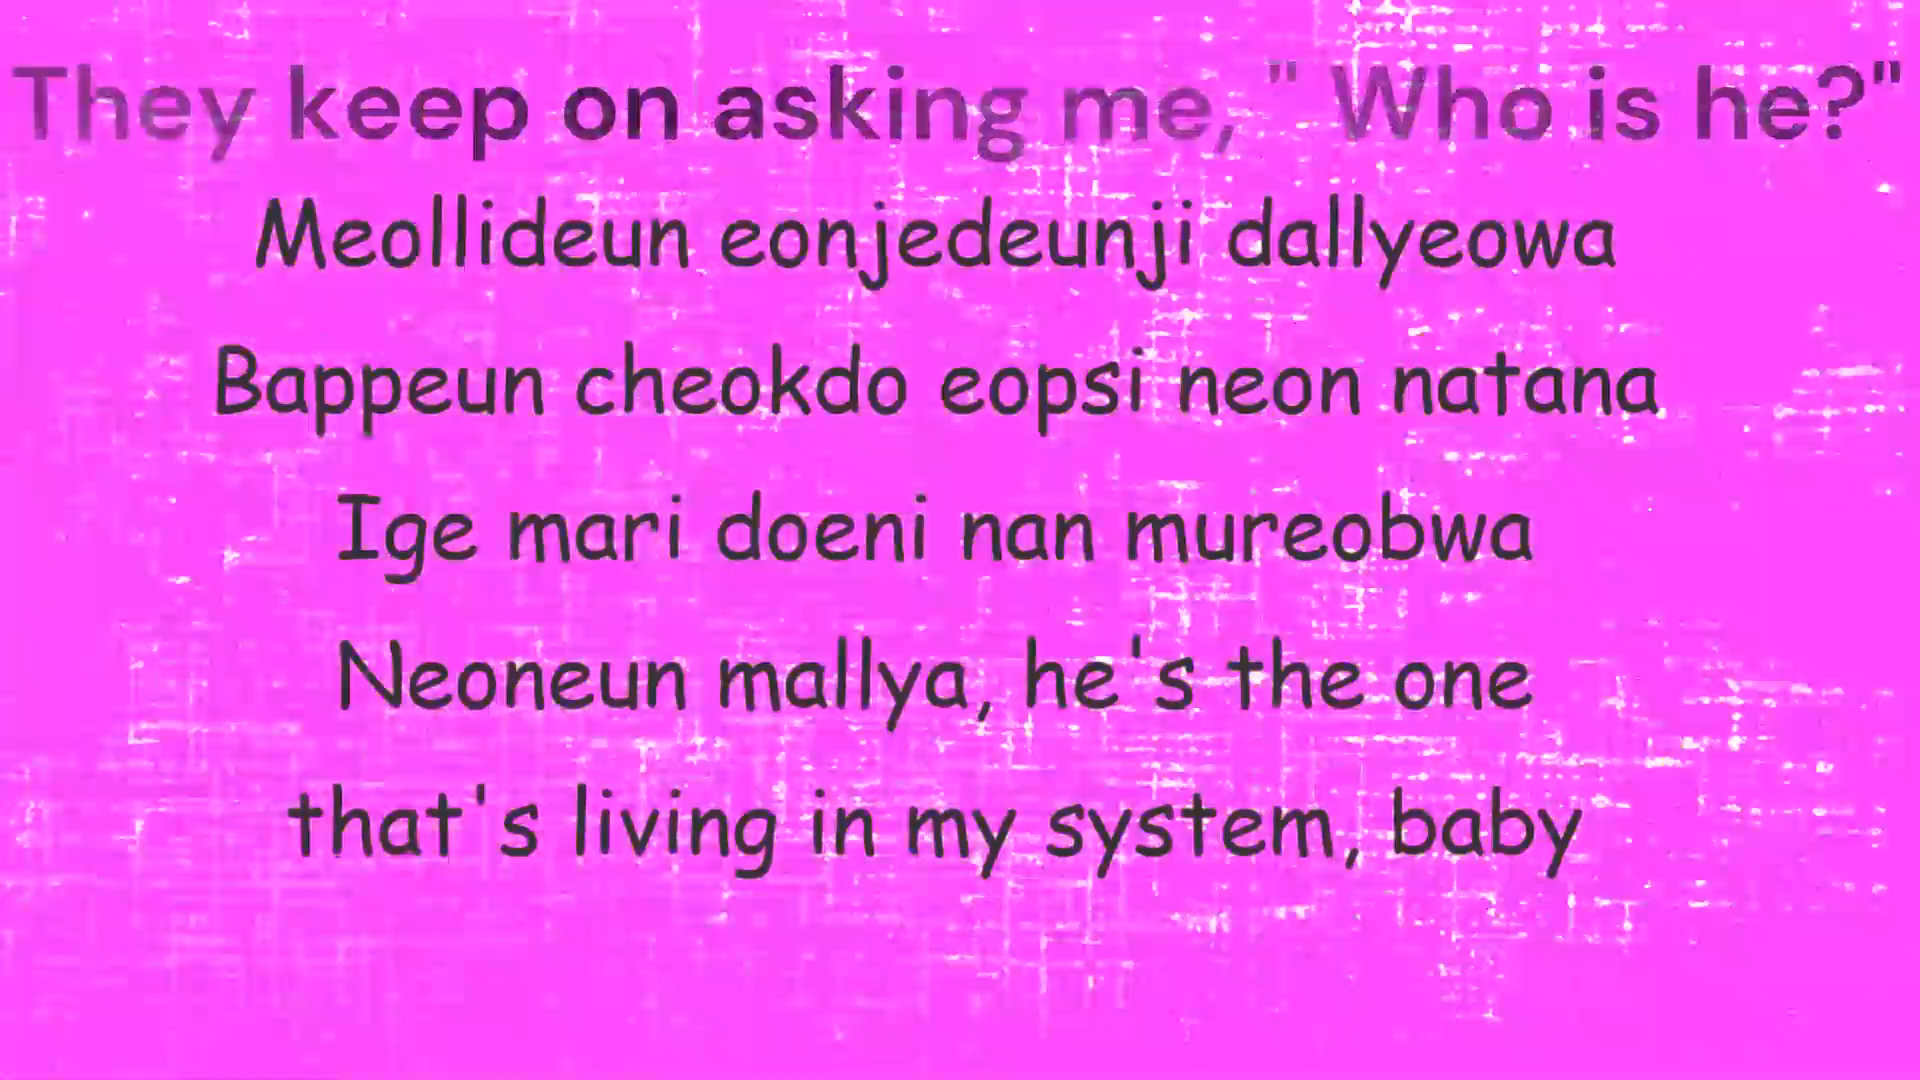 They keep on asking me, " Who is he?"
Meollideun eonjedeunji dallyeowa
Bappeun cheokdo eopsi neon natana
Ige mari doeni nan mureobwa
Neoneun mallya, he's the one
that's living in my system, baby